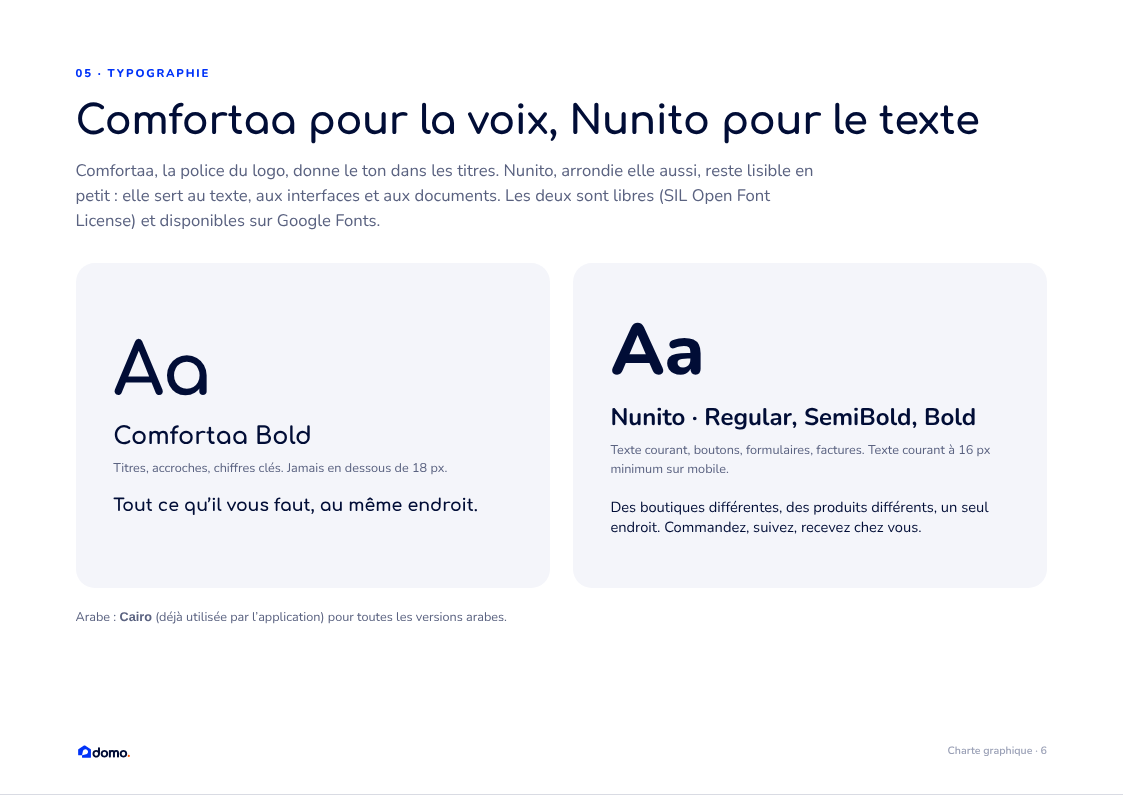 05 · TYPOGRAPHIE
Comfortaa pour la voix, Nunito pour le texte
Comfortaa, la police du logo, donne le ton dans les titres. Nunito, arrondie elle aussi, reste lisible en
petit : elle sert au texte, aux interfaces et aux documents. Les deux sont libres (SIL Open Font
License) et disponibles sur Google Fonts.
Aa
Comfortaa Bold
Titres, accroches, chiffres clés. Jamais en dessous de 18 px.
Tout ce qu’il vous faut, au même endroit.
Aa
Nunito · Regular, SemiBold, Bold
Texte courant, boutons, formulaires, factures. Texte courant à 16 px
minimum sur mobile.
Des boutiques différentes, des produits différents, un seul
endroit. Commandez, suivez, recevez chez vous.
Arabe : Cairo (déjà utilisée par l’application) pour toutes les versions arabes.
domo.
Charte graphique · 6